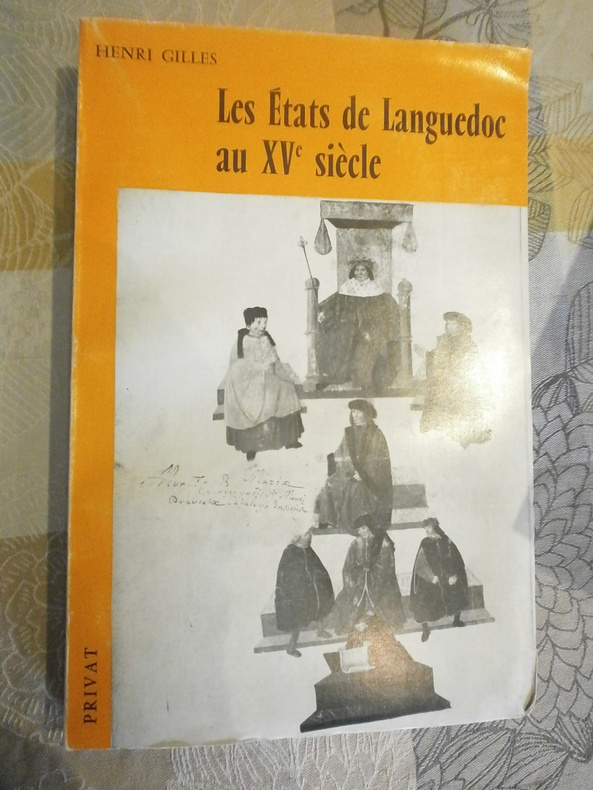 HENRI GILLES
Les États de Languedoc
au XVe siècle
PRIVAT